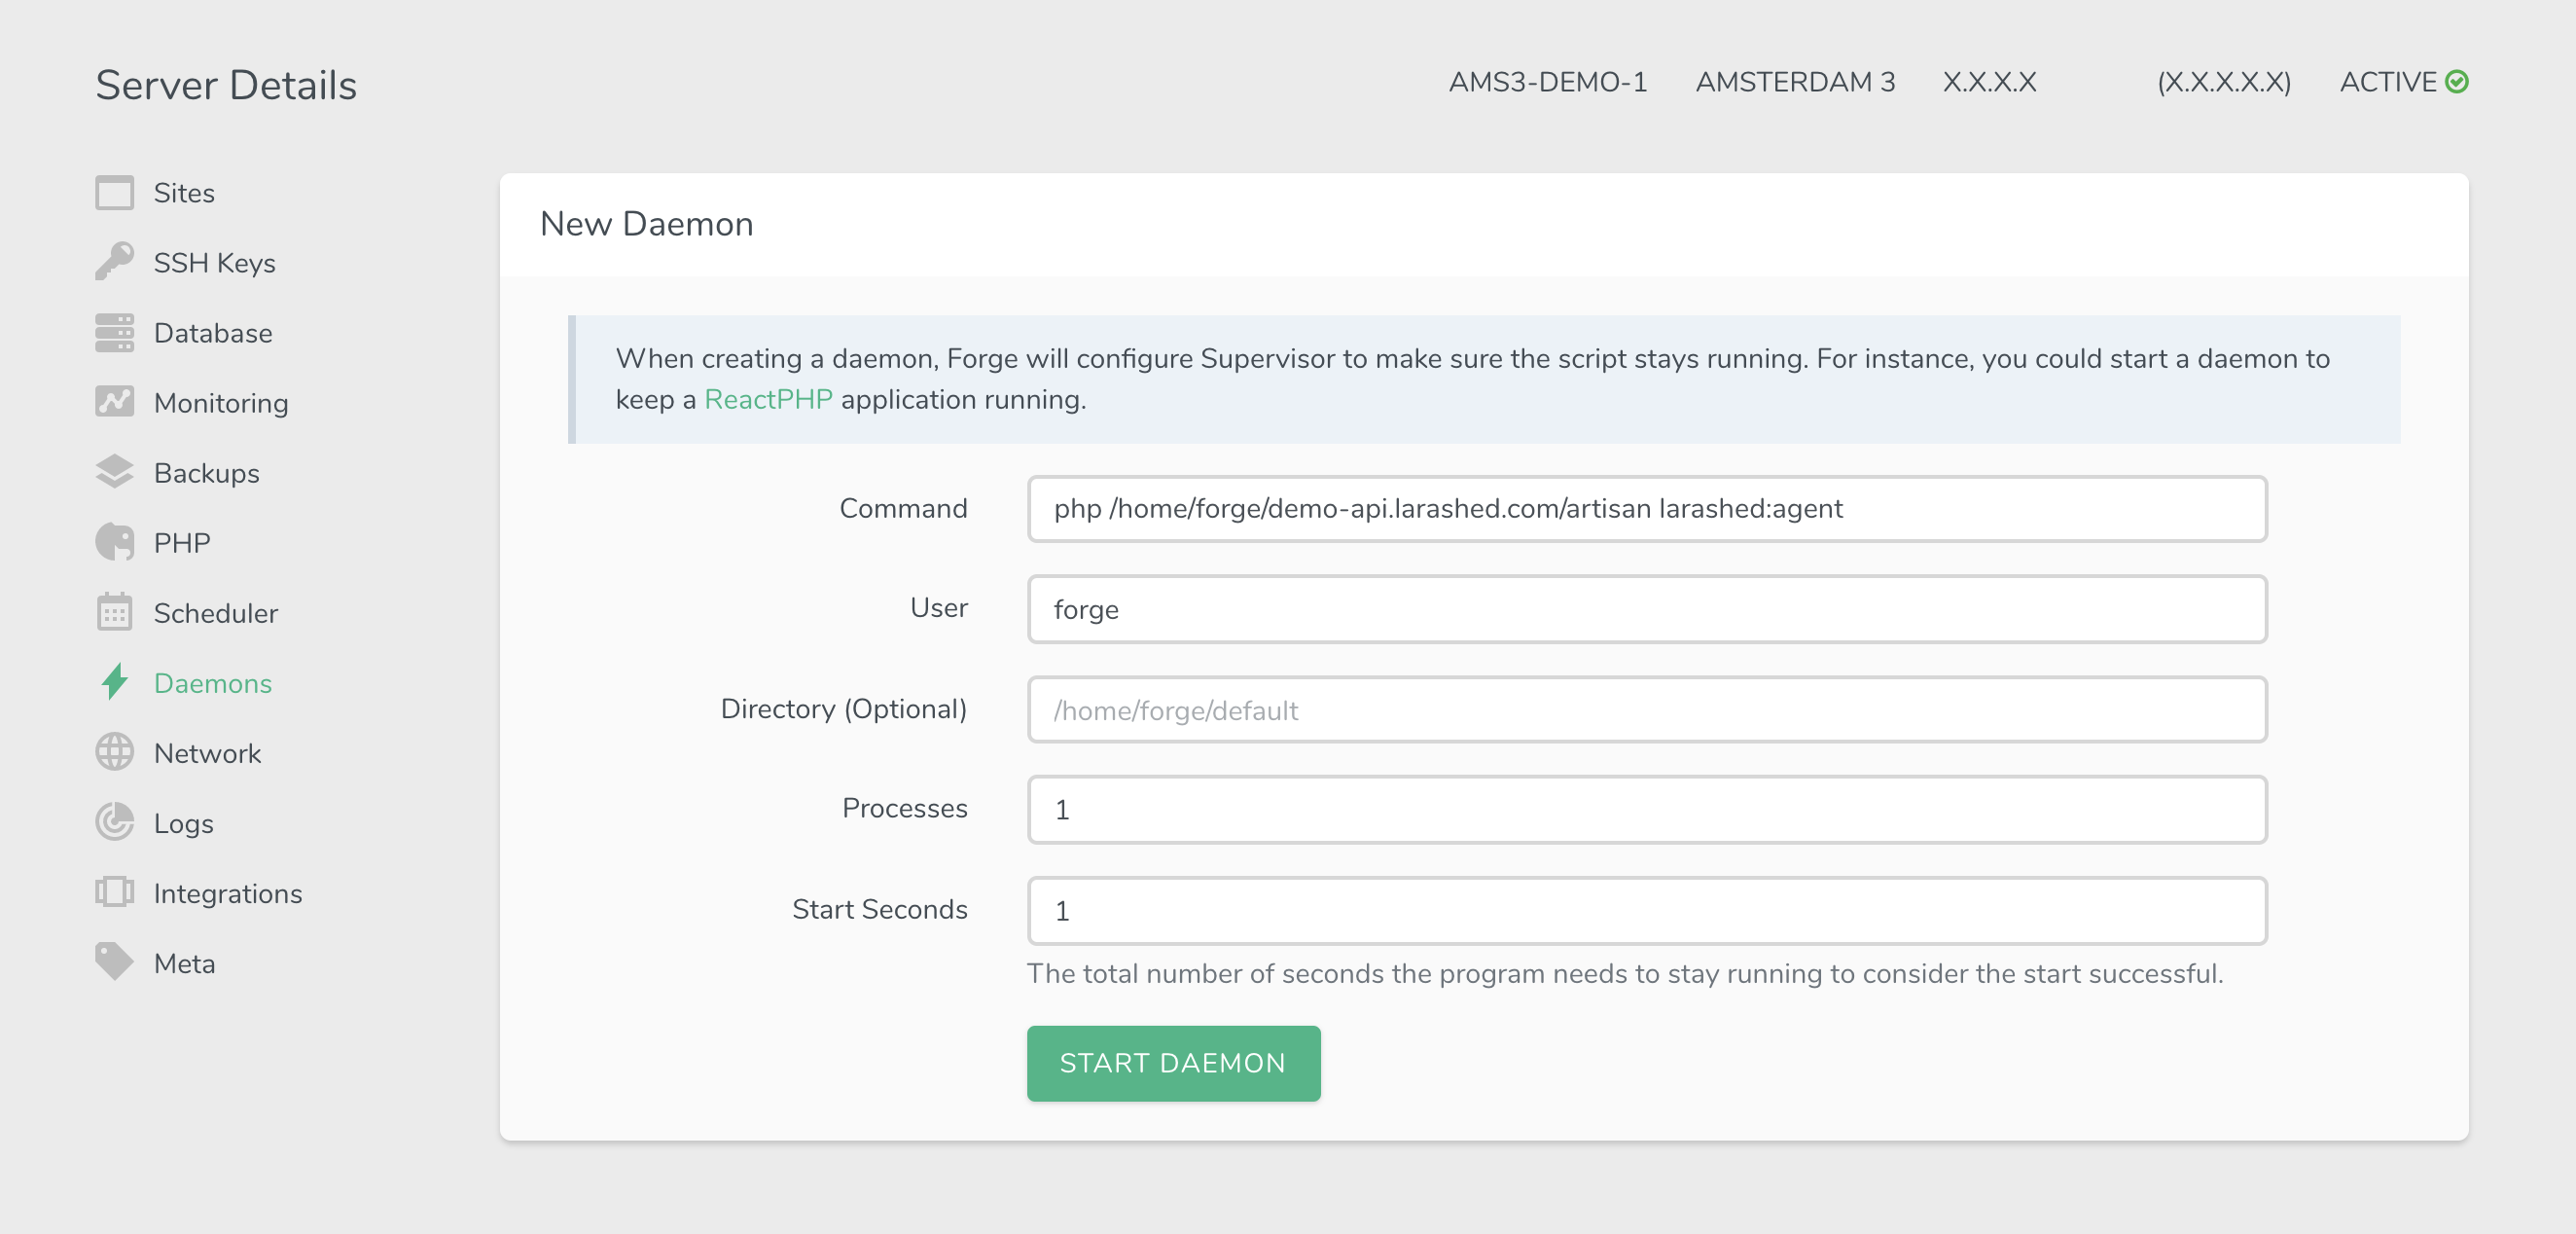 Server Details
AMS3-DEMO-1 AMSTERDAM 3 X.X.X.X (X.X.X.X.X) ACTIVE
Sites
SSH Keys
Database
Monitoring
Backups
PHP
Scheduler
Daemons
Network
Logs
Integrations
Meta
New Daemon
When creating a daemon, Forge will configure Supervisor to make sure the script stays running. For instance, you could start a daemon to
keep a ReactPHP application running.
Command php /home/forge/demo-api.larashed.com/artisan larashed:agent
User forge
Directory (Optional) /home/forge/default
Processes 1
Start Seconds 1
The total number of seconds the program needs to stay running to consider the start successful.
START DAEMON